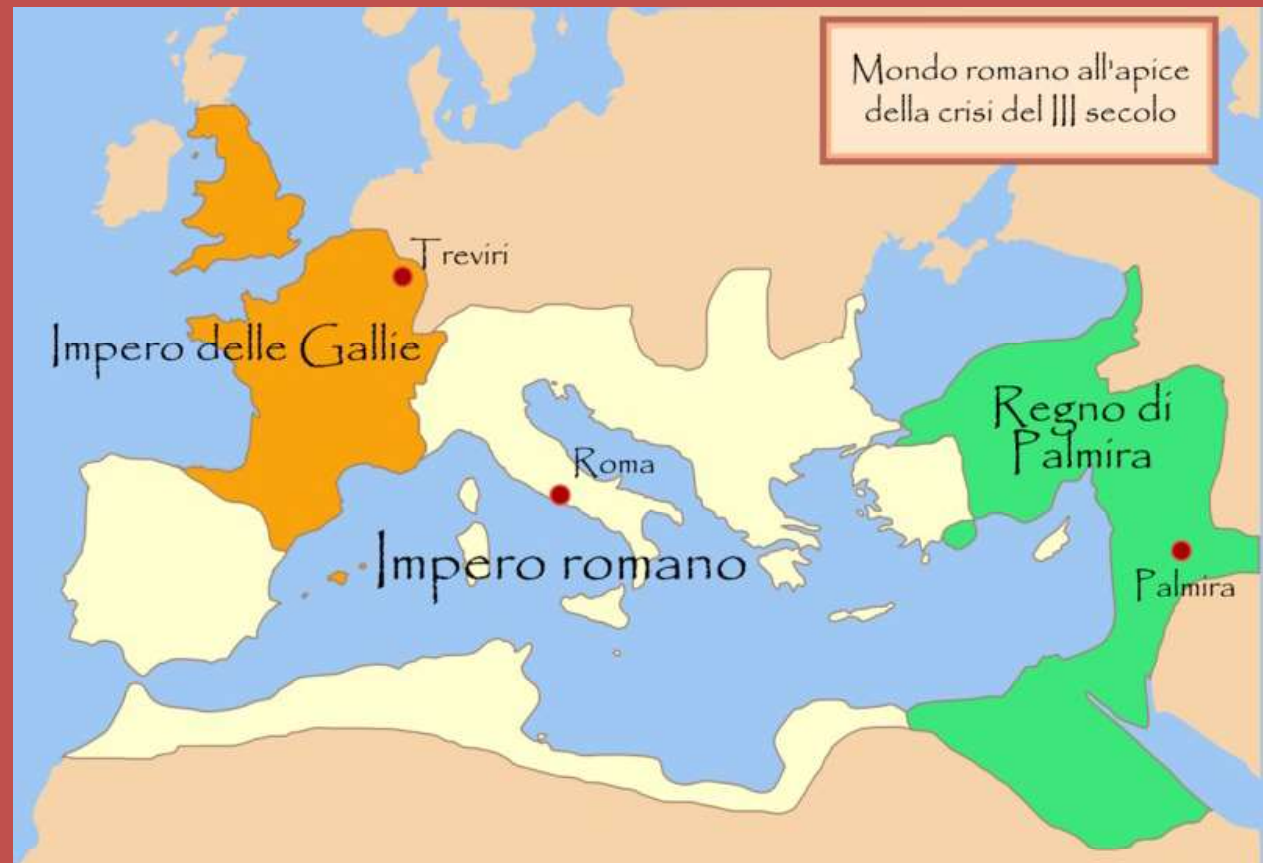 Mondo romano all'apice
della crisi del III secolo
Treviri
Impero delle Gallie
Regno di
Palmira
Roma
Impero romano
Palmira